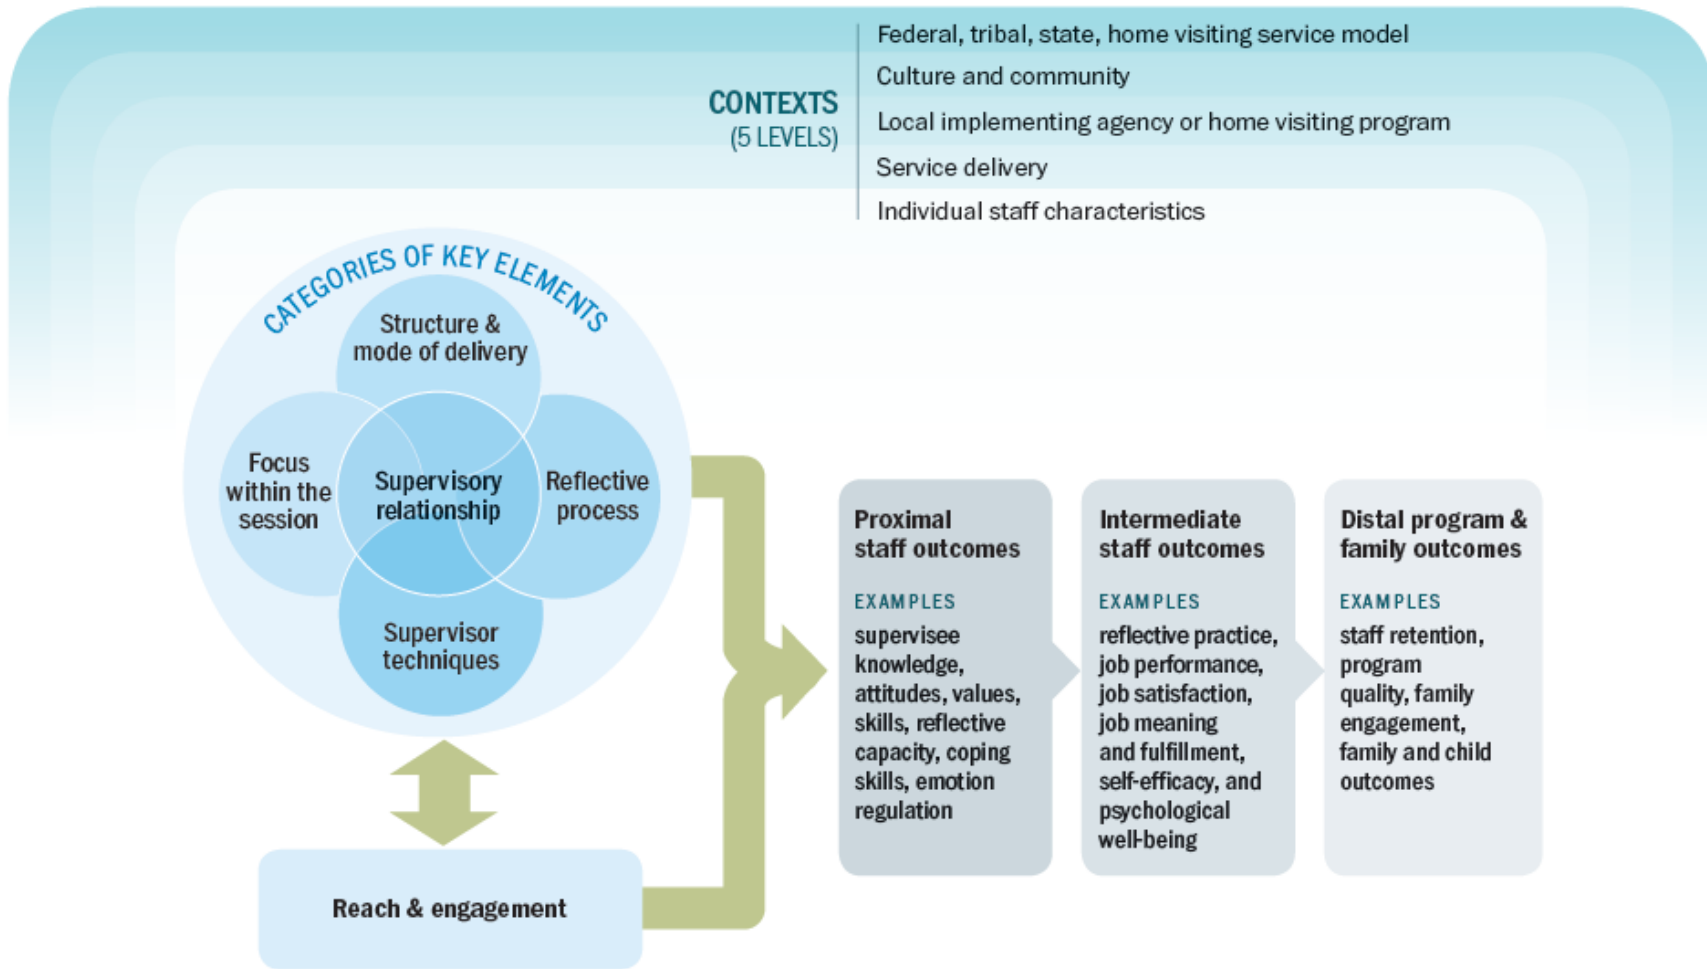 CONTEXTS
(5 LEVELS)
Federal, tribal, state, home visiting service model
Culture and community
Local implementing agency or home visiting program
Service delivery
Individual staff characteristics
CATEGORIES OF KEY ELEMENTS
Structure &
mode of delivery
Focus
within the
session
Supervisory
relationship
Reflective
process
Supervisor
techniques
Reach & engagement
Proximal
staff outcomes
EXAMPLES
supervisee
knowledge,
attitudes, values,
skills, reflective
capacity, coping
skills, emotion
regulation
Intermediate
staff outcomes
EXAMPLES
reflective practice,
job performance,
job satisfaction,
job meaning
and fulfillment,
self-efficacy, and
psychological
well-being
Distal program &
family outcomes
EXAMPLES
staff retention,
program
quality, family
engagement,
family and child
outcomes